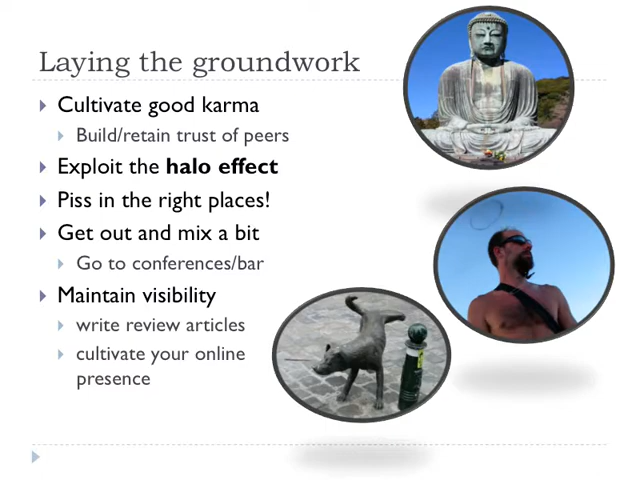 Laying the groundwork
Cultivate good karma
Build/retain trust of peers
Exploit the halo effect
Piss in the right places!
Get out and mix a bit
Go to conferences/bar
Maintain visibility
write review articles
cultivate your online
presence